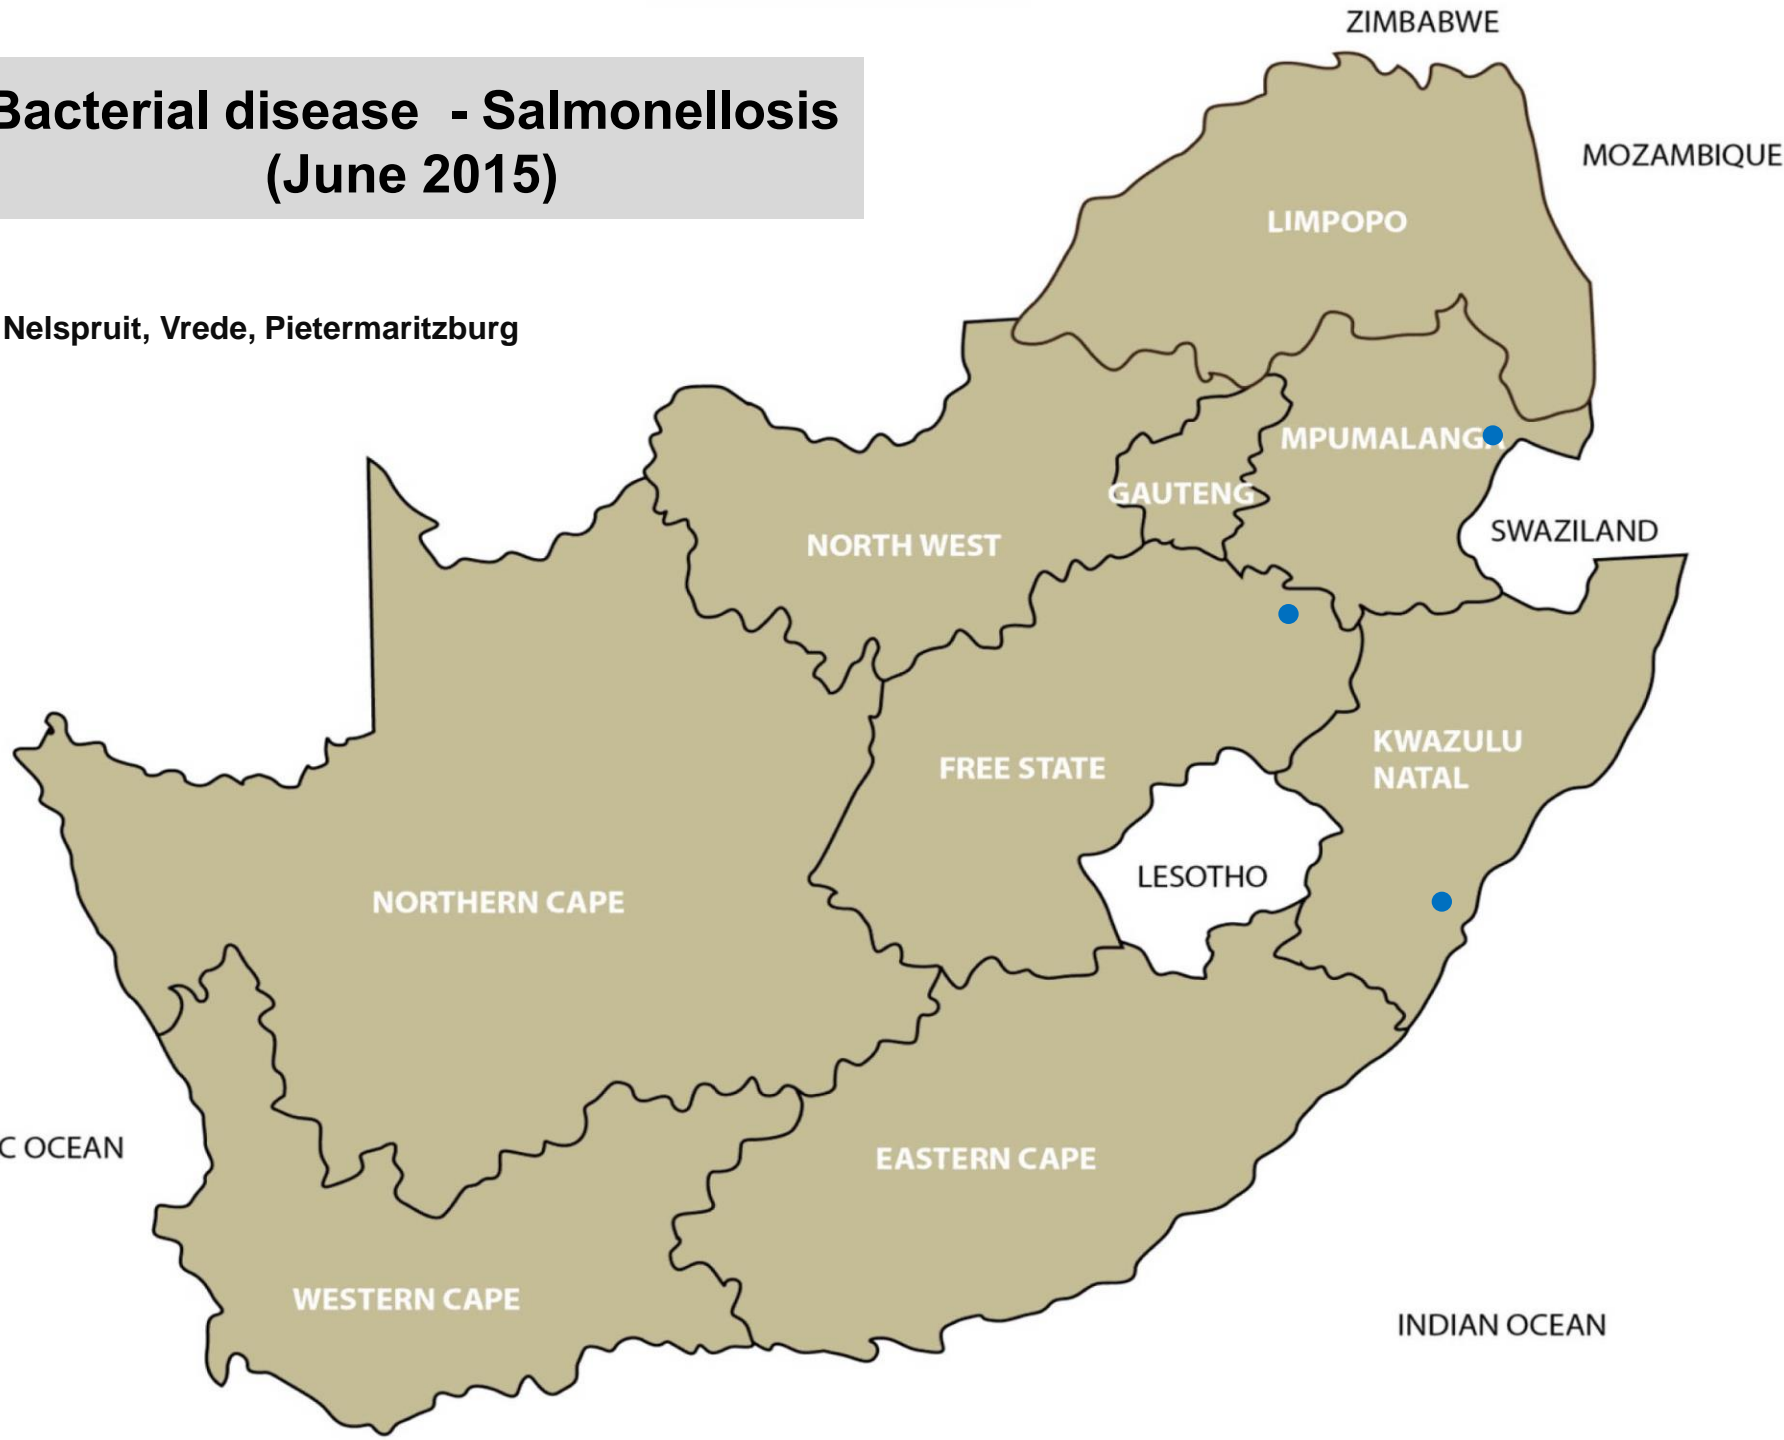 Bacterial disease - Salmonellosis
(June 2015)
Nelspruit, Vrede, Pietermaritzburg
ZIMBABWE
MOZAMBIQUE
LIMPOPO
MPUMALANGA
GAUTENG
SWAZILAND
NORTH WEST
FREE STATE
KWAZULU
NATAL
LESOTHO
NORTHERN CAPE
C OCEAN
EASTERN CAPE
WESTERN CAPE
INDIAN OCEAN